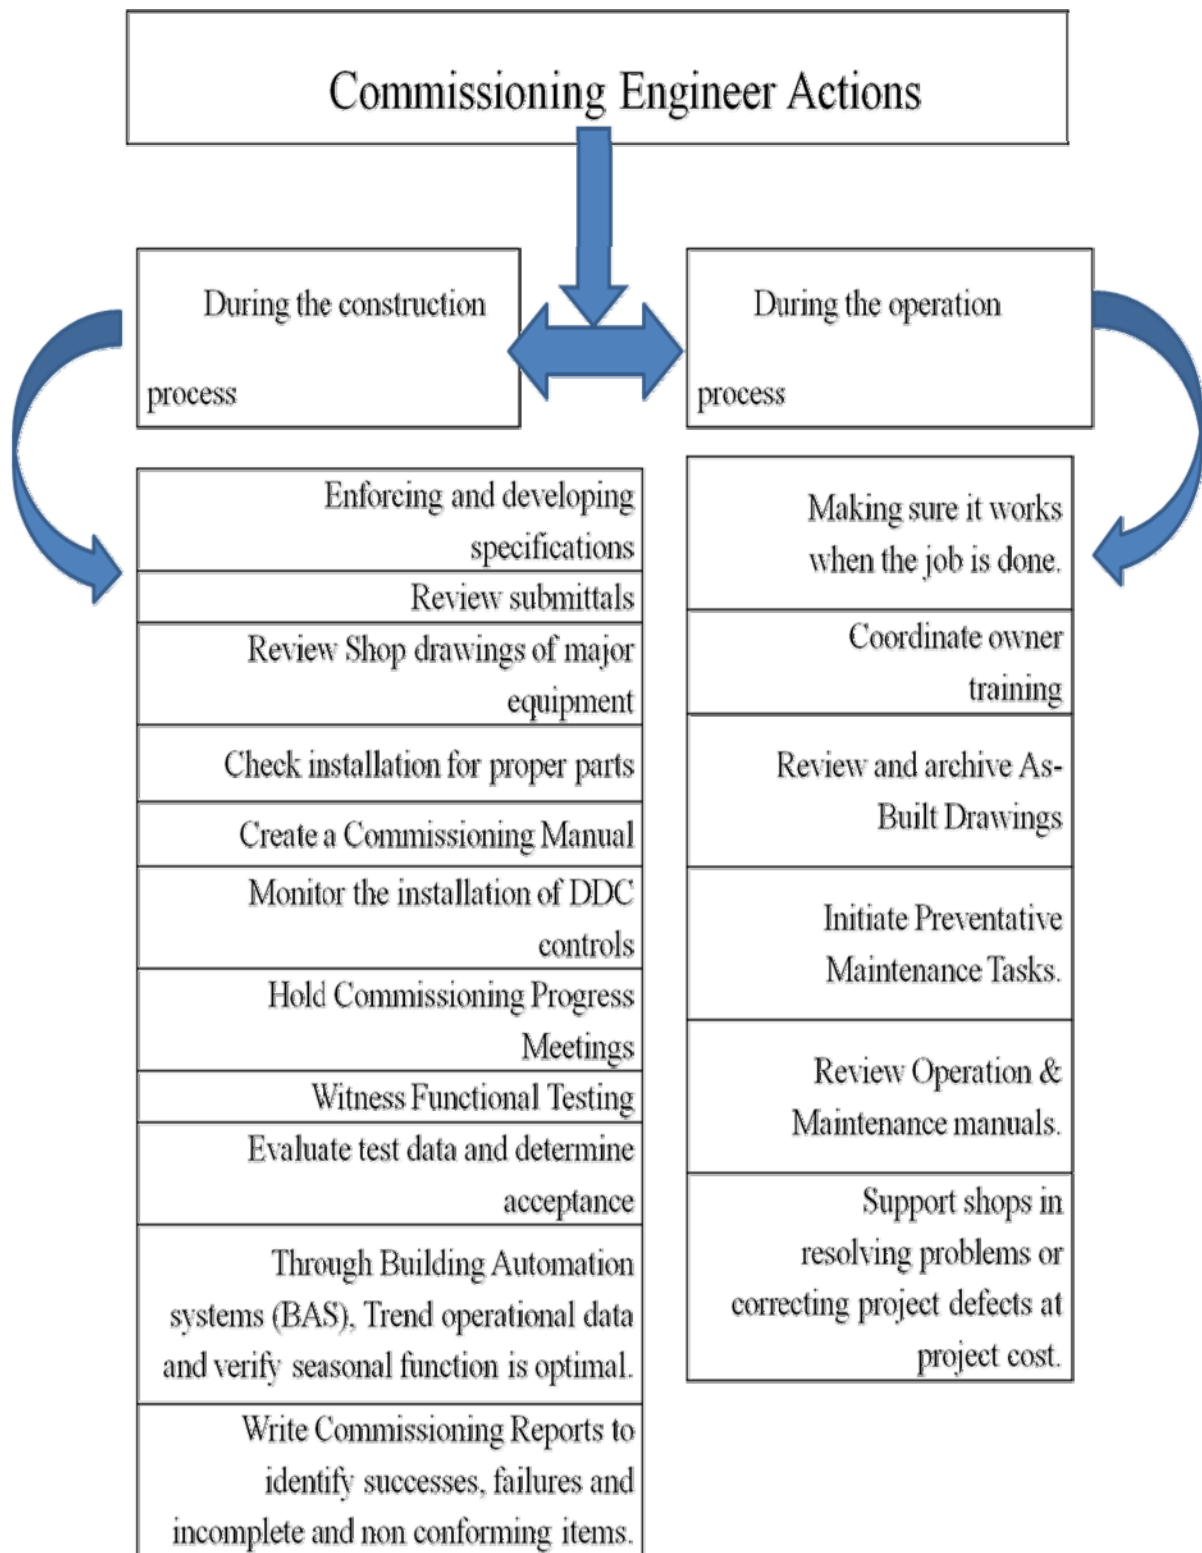 Commissioning Engineer Actions
During the construction
process
During the operation
process
Enforcing and developing
specifications
Review submittals
Review Shop drawings of major
equipment
Check installation for proper parts
Create a Commissioning Manual
Monitor the installation of DDC
controls
Hold Commissioning Progress
Meetings
Witness Functional Testing
Evaluate test data and determine
acceptance
Through Building Automation
systems (BAS), Trend operational data
and verify seasonal function is optimal.
Write Commissioning Reports to
identify successes, failures and
incomplete and non conforming items.
Making sure it works
when the job is done.
Coordinate owner
training
Review and archive As-
Built Drawings
Initiate Preventative
Maintenance Tasks.
Review Operation &
Maintenance manuals.
Support shops in
resolving problems or
correcting project defects at
project cost.